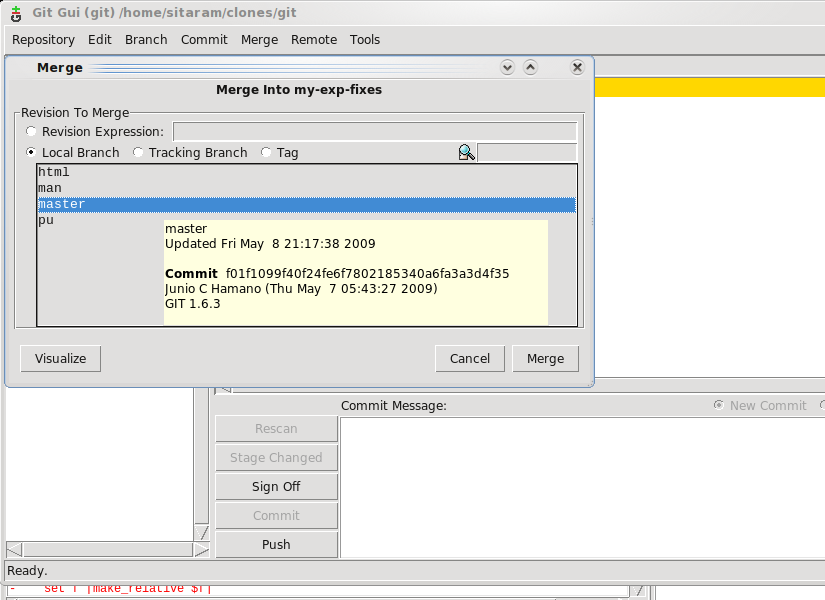 Git Gui (git) /home/sitaram/clones/git
Repository Edit Branch Commit Merge Remote Tools
Merge
Merge Into my-exp-fixes
Revision To Merge
Revision Expression:
Local Branch Tracking Branch Tag
html
man
master
pu
master
Updated Fri May  8 21:17:38 2009
Commit f01f1099f40f24fe6f7802185340a6fa3a3d4f35
Junio C Hamano (Thu May  7 05:43:27 2009)
GIT 1.6.3
Visualize Cancel Merge
Commit Message: New Commit
Rescan
Stage Changed
Sign Off
Commit
Push
Ready.
- set